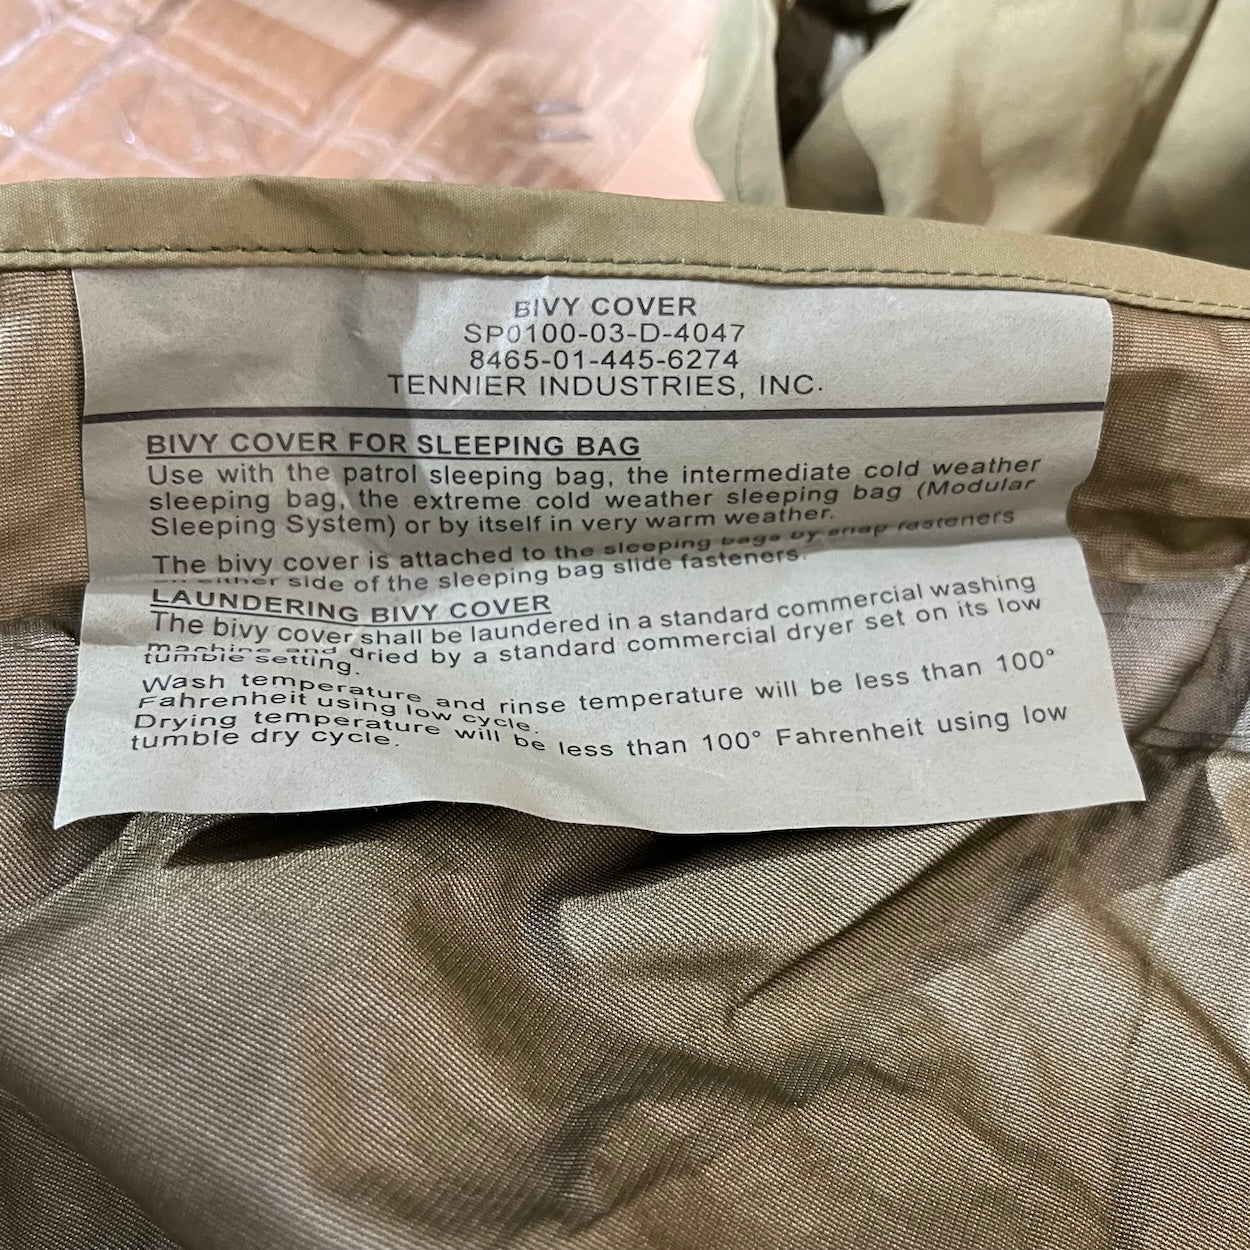 BIVY COVER
SP0100-03-D-4047
8465-01-445-6274
TENNIER INDUSTRIES, INC.
BIVY COVER FOR SLEEPING BAG
Use with the patrol sleeping bag, the intermediate cold weather
sleeping bag, the extreme cold weather sleeping bag (Modular
Sleeping System) or by itself in very warm weather.
The bivy cover is attached to the sleeping bags by snap fasteners
on either side of the sleeping bag slide fasteners.
LAUNDERING BIVY COVER
The bivy cover shall be laundered in a standard commercial washing
machine and dried by a standard commercial dryer set on its low
tumble setting.
Wash temperature and rinse temperature will be less than 100°
Fahrenheit using low cycle.
Drying temperature will be less than 100° Fahrenheit using low
tumble dry cycle.